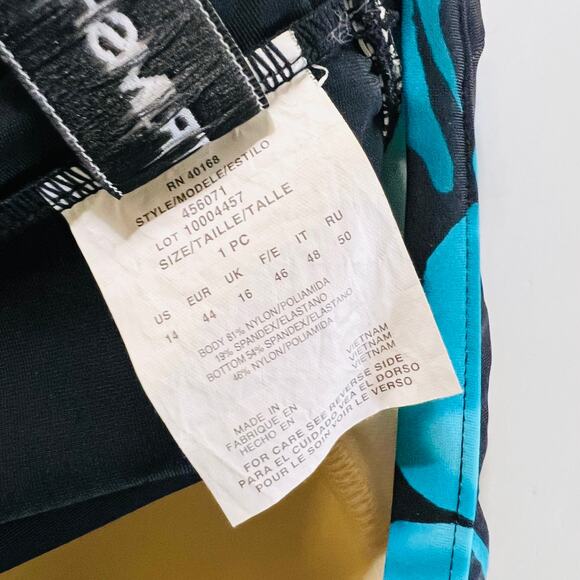 RN 40168
STYLE/MODELE/ESTILO
456071
LOT 10004457
SIZE/TAILLE/TALLE
1 PC
US EUR UK F/E IT RU
14 44 16 46 48 50
BODY 81% NYLON/POLIAMIDA
19% SPANDEX/ELASTANO
BOTTOM 54% SPANDEX/ELASTANO
46% NYLON/POLIAMIDA
MADE IN VIETNAM
FABRIQUE EN VIETNAM
HECHO EN VIETNAM
FOR CARE SEE REVERSE SIDE
PARA EL CUIDADO VEA EL DORSO
POUR LE SOIN VOIR LE VERSO